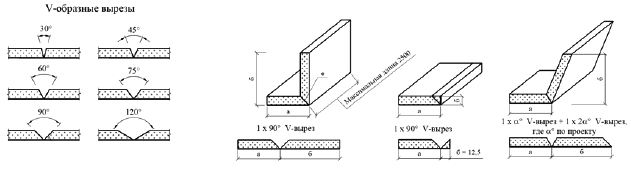 V-образные вырезы
30°
45°
60°
75°
90°
120°
б
а
Максимальная длина 2500
1 x 90° V-вырез
а
б
а
б
1 x 90° V-вырез
а
б = 12,5
а
б
1 x α° V-вырез + 1 x 2α° V-вырез,
где α° по проекту
а
б